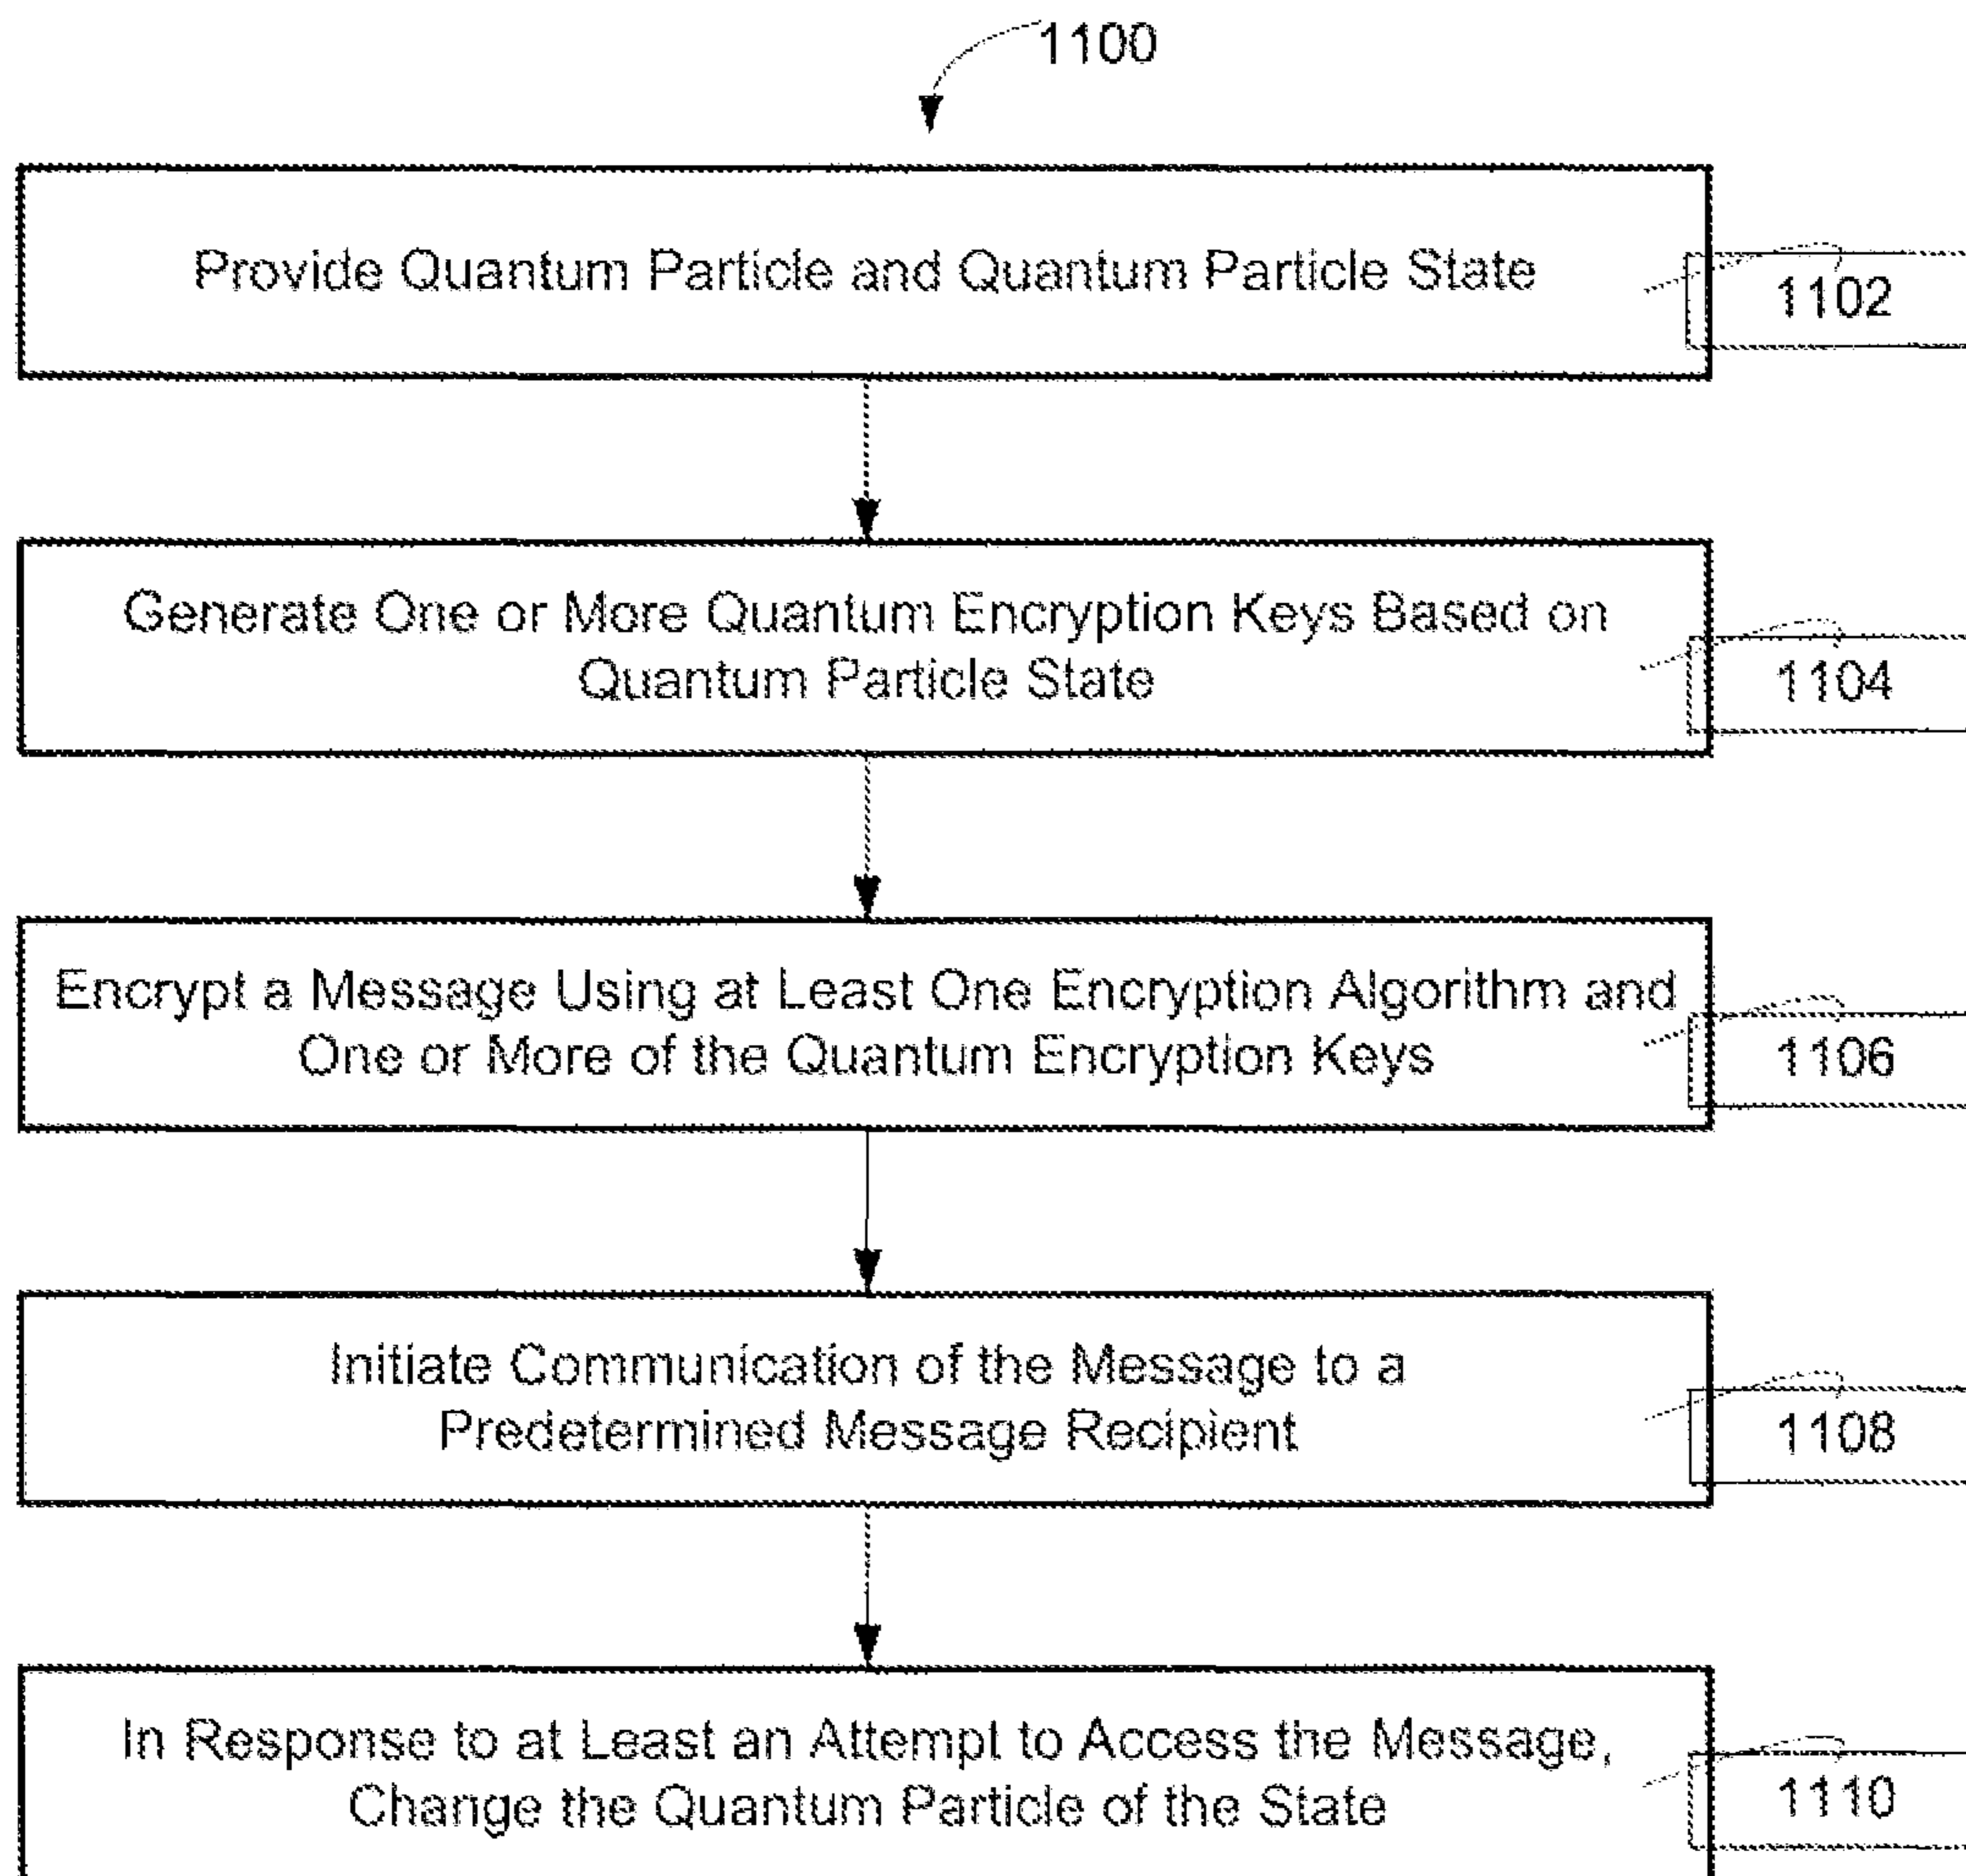 1100
Provide Quantum Particle and Quantum Particle State
1102
Generate One or More Quantum Encryption Keys Based on
Quantum Particle State
1104
Encrypt a Message Using at Least One Encryption Algorithm and
One or More of the Quantum Encryption Keys
1106
Initiate Communication of the Message to a
Predetermined Message Recipient
1108
In Response to at Least an Attempt to Access the Message,
Change the Quantum Particle of the State
1110